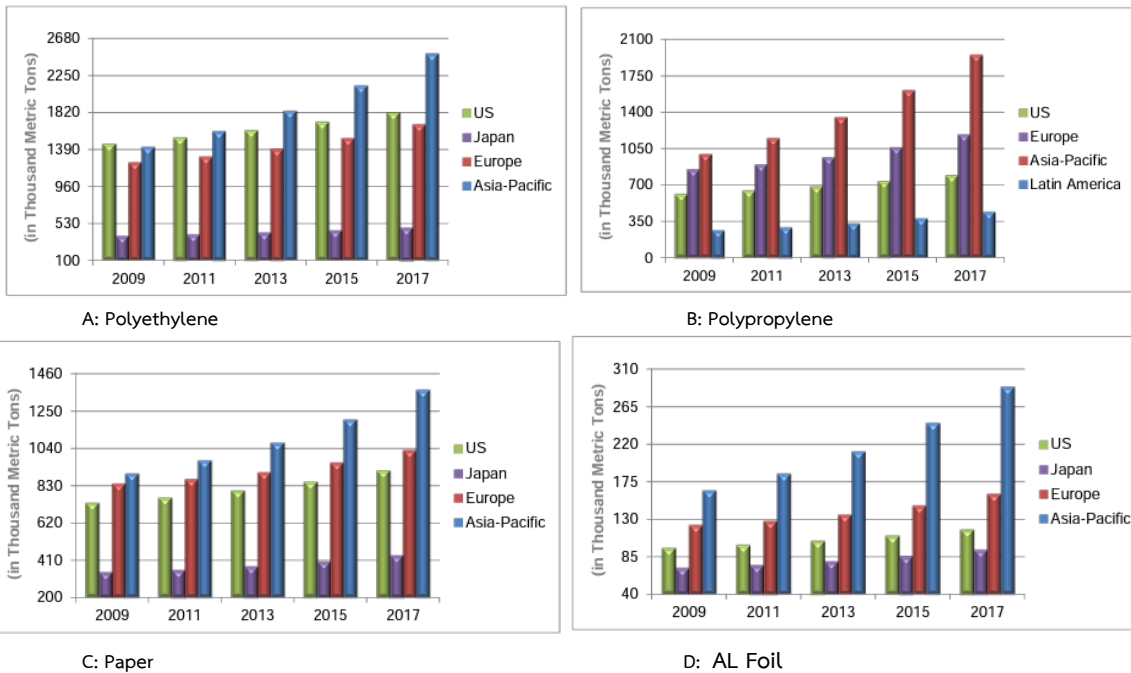 (in Thousand Metric Tons)
2680
2250
1820
1390
960
530
100
2009 2011 2013 2015 2017
US
Japan
Europe
Asia-Pacific
A: Polyethylene
(in Thousand Metric Tons)
2100
1750
1400
1050
700
350
0
2009 2011 2013 2015 2017
US
Europe
Asia-Pacific
Latin America
B: Polypropylene
(in Thousand Metric Tons)
1460
1250
1040
830
620
410
200
2009 2011 2013 2015 2017
US
Japan
Europe
Asia-Pacific
C: Paper
(in Thousand Metric Tons)
310
265
220
175
130
85
40
2009 2011 2013 2015 2017
US
Japan
Europe
Asia-Pacific
D: AL Foil